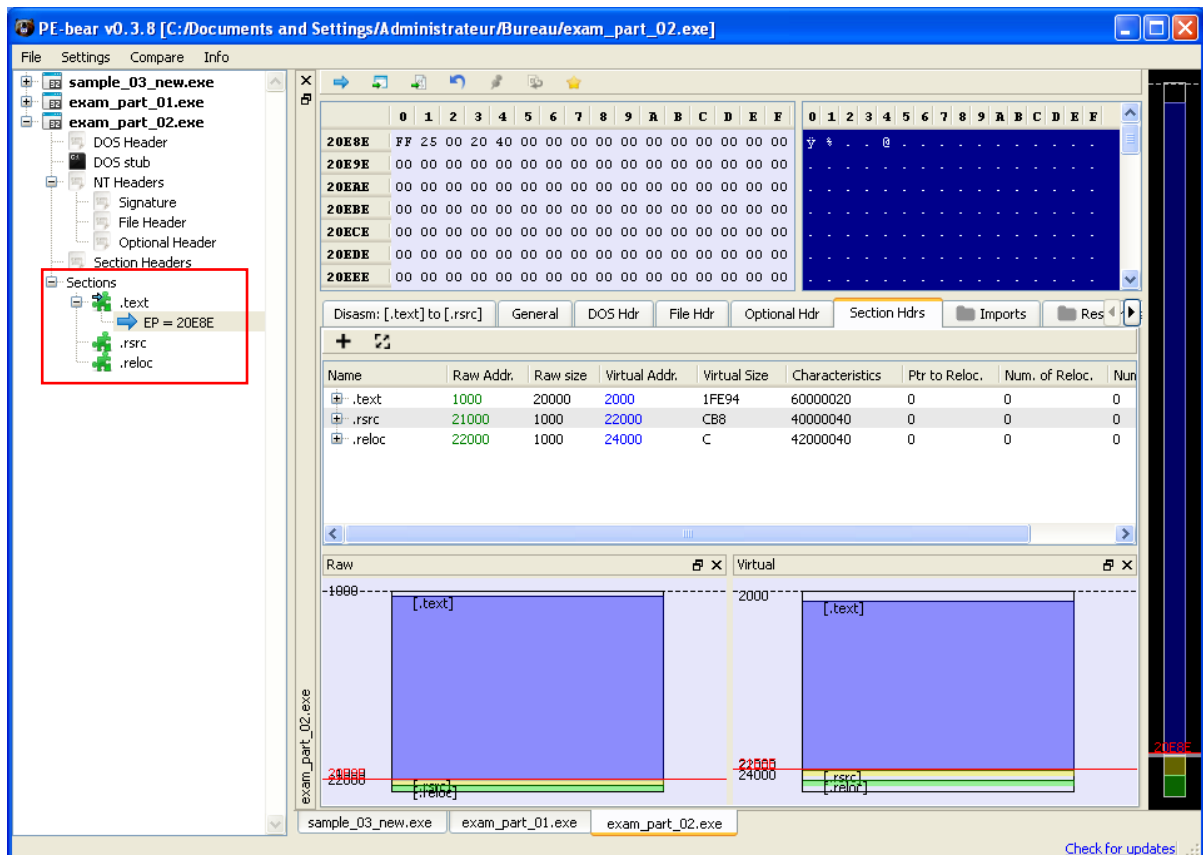 PE-bear v0.3.8 [C:/Documents and Settings/Administrateur/Bureau/exam_part_02.exe]
File Settings Compare Info
sample_03_new.exe
exam_part_01.exe
exam_part_02.exe
DOS Header
DOS stub
NT Headers
Signature
File Header
Optional Header
Section Headers
Sections
.text
EP = 20E8E
.rsrc
.reloc
0 1 2 3 4 5 6 7 8 9 A B C D E F 0 1 2 3 4 5 6 7 8 9 A B C D E F
20E8E FF 25 00 20 40 00 00 00 00 00 00 00 00 00 00 00 ÿ % . . @ . . . . . . . . . . .
20E9E 00 00 00 00 00 00 00 00 00 00 00 00 00 00 00 00 . . . . . . . . . . . . . . . .
20EAE 00 00 00 00 00 00 00 00 00 00 00 00 00 00 00 00 . . . . . . . . . . . . . . . .
20EBE 00 00 00 00 00 00 00 00 00 00 00 00 00 00 00 00 . . . . . . . . . . . . . . . .
20ECE 00 00 00 00 00 00 00 00 00 00 00 00 00 00 00 00 . . . . . . . . . . . . . . . .
20EDE 00 00 00 00 00 00 00 00 00 00 00 00 00 00 00 00 . . . . . . . . . . . . . . . .
20EEE 00 00 00 00 00 00 00 00 00 00 00 00 00 00 00 00 . . . . . . . . . . . . . . . .
Disasm: [.text] to [.rsrc] General DOS Hdr File Hdr Optional Hdr Section Hdrs Imports Res
Name Raw Addr. Raw size Virtual Addr. Virtual Size Characteristics Ptr to Reloc. Num. of Reloc. Num
.text 1000 20000 2000 1FE94 60000020 0 0 0
.rsrc 21000 1000 22000 CB8 40000040 0 0 0
.reloc 22000 1000 24000 C 42000040 0 0 0
Raw
1000
[.text]
22000
[.rsrc]
[.reloc]
Virtual
2000
[.text]
24000
[.rsrc]
[.reloc]
20E8E
exam_part_02.exe
sample_03_new.exe exam_part_01.exe exam_part_02.exe
Check for updates